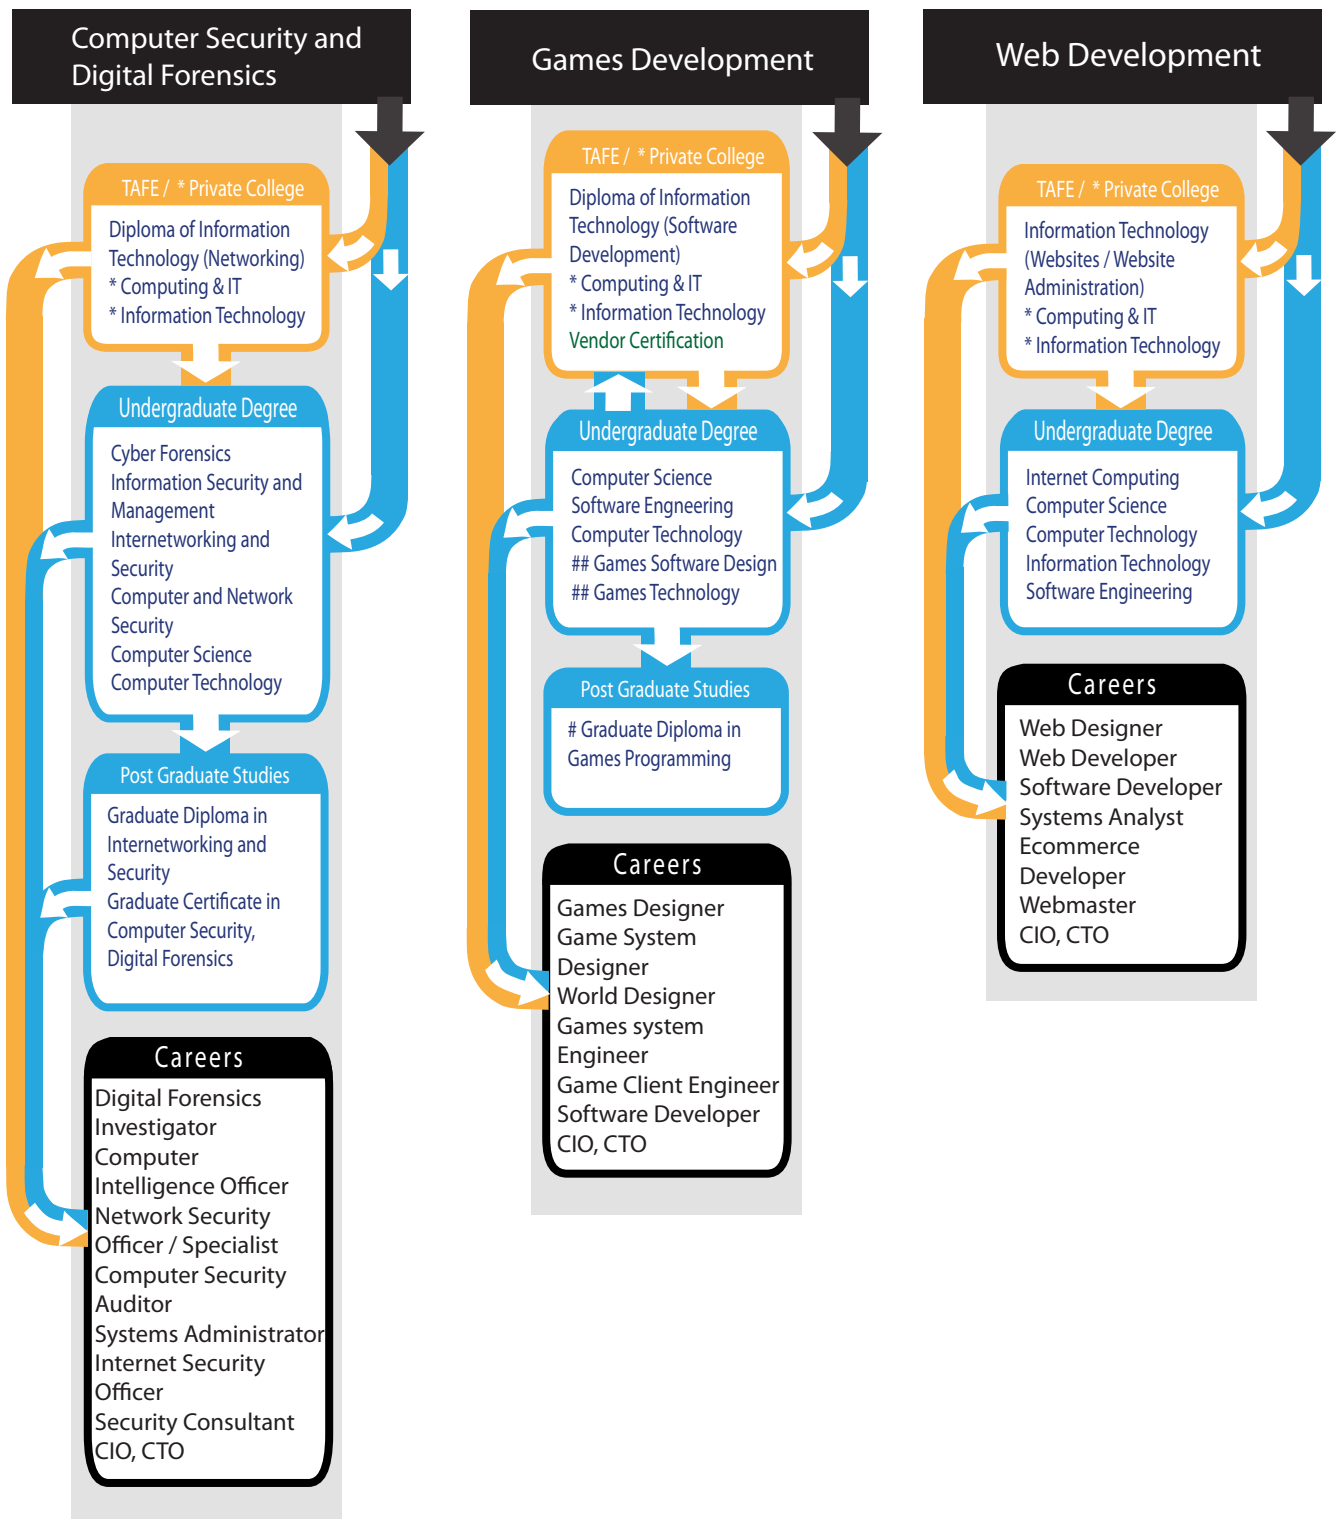 Computer Security and
Digital Forensics
TAFE / * Private College
Diploma of Information
Technology (Networking)
* Computing & IT
* Information Technology
Undergraduate Degree
Cyber Forensics
Information Security and
Management
Internetworking and
Security
Computer and Network
Security
Computer Science
Computer Technology
Post Graduate Studies
Graduate Diploma in
Internetworking and
Security
Graduate Certificate in
Computer Security,
Digital Forensics
Careers
Digital Forensics
Investigator
Computer
Intelligence Officer
Network Security
Officer / Specialist
Computer Security
Auditor
Systems Administrator
Internet Security
Officer
Security Consultant
CIO, CTO
Games Development
TAFE / * Private College
Diploma of Information
Technology (Software
Development)
* Computing & IT
* Information Technology
Vendor Certification
Undergraduate Degree
Computer Science
Software Engneering
Computer Technology
## Games Software Design
## Games Technology
Post Graduate Studies
# Graduate Diploma in
Games Programming
Careers
Games Designer
Game System
Designer
World Designer
Games system
Engineer
Game Client Engineer
Software Developer
CIO, CTO
Web Development
TAFE / * Private College
Information Technology
(Websites / Website
Administration)
* Computing & IT
* Information Technology
Undergraduate Degree
Internet Computing
Computer Science
Computer Technology
Information Technology
Software Engineering
Careers
Web Designer
Web Developer
Software Developer
Systems Analyst
Ecommerce
Developer
Webmaster
CIO, CTO